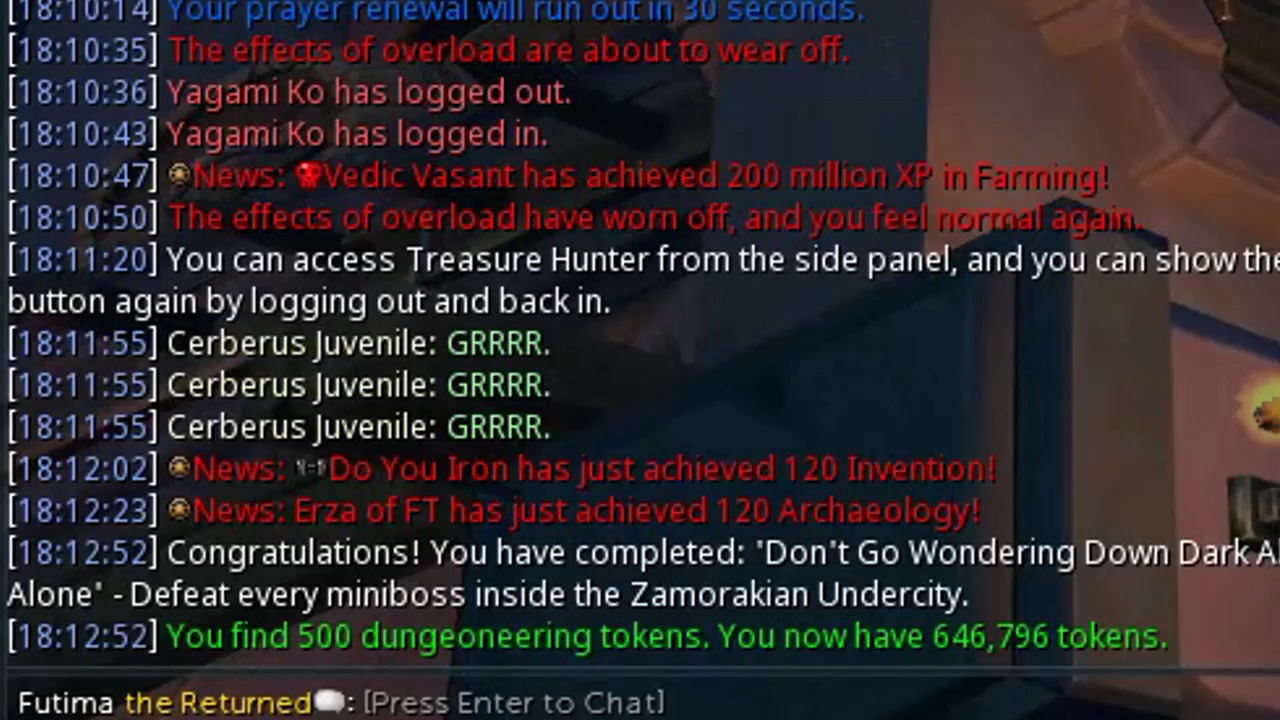 [18:10:14] Your prayer renewal will run out in 30 seconds.
[18:10:35] The effects of overload are about to wear off.
[18:10:36] Yagami Ko has logged out.
[18:10:43] Yagami Ko has logged in.
[18:10:47] News: Vedic Vasant has achieved 200 million XP in Farming!
[18:10:50] The effects of overload have worn off, and you feel normal again.
[18:11:20] You can access Treasure Hunter from the side panel, and you can show the
button again by logging out and back in.
[18:11:55] Cerberus Juvenile: GRRRR.
[18:11:55] Cerberus Juvenile: GRRRR.
[18:11:55] Cerberus Juvenile: GRRRR.
[18:12:02] News: Do You Iron has just achieved 120 Invention!
[18:12:23] News: Erza of FT has just achieved 120 Archaeology!
[18:12:52] Congratulations! You have completed: 'Don't Go Wondering Down Dark
Alone' - Defeat every miniboss inside the Zamorakian Undercity.
[18:12:52] You find 500 dungeoneering tokens. You now have 646,796 tokens.
Futima the Returned: [Press Enter to Chat]